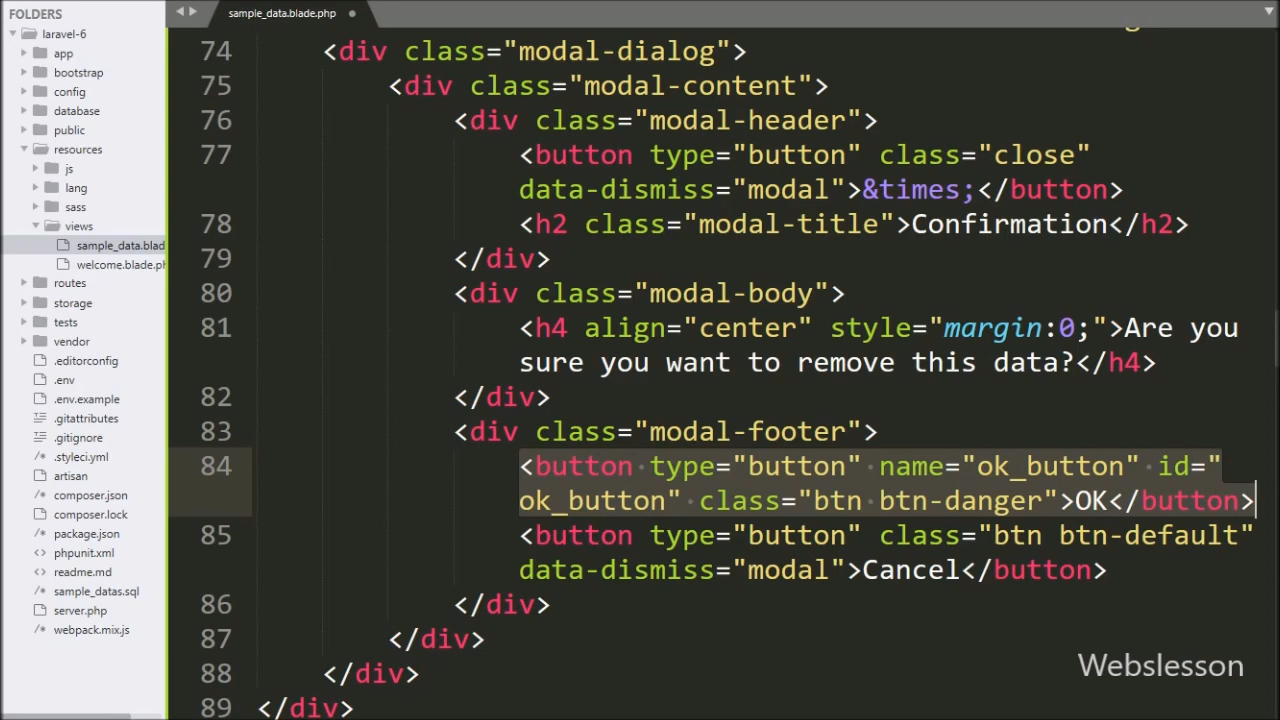 FOLDERS
laravel-6
app
bootstrap
config
database
public
resources
js
lang
sass
views
sample_data.blad
welcome.blade.ph
routes
storage
tests
vendor
.editorconfig
.env
.env.example
.gitattributes
.gitignore
.styleci.yml
artisan
composer.json
composer.lock
package.json
phpunit.xml
readme.md
sample_datas.sql
server.php
webpack.mix.js
sample_data.blade.php
74 <div class="modal-dialog">
75 <div class="modal-content">
76 <div class="modal-header">
77 <button type="button" class="close"
data-dismiss="modal">&times;</button>
78 <h2 class="modal-title">Confirmation</h2>
79 </div>
80 <div class="modal-body">
81 <h4 align="center" style="margin:0;">Are you
sure you want to remove this data?</h4>
82 </div>
83 <div class="modal-footer">
84 <button type="button" name="ok_button" id="
ok_button" class="btn btn-danger">OK</button>
85 <button type="button" class="btn btn-default"
data-dismiss="modal">Cancel</button>
86 </div>
87 </div>
88 </div>
89 </div>
Webslesson